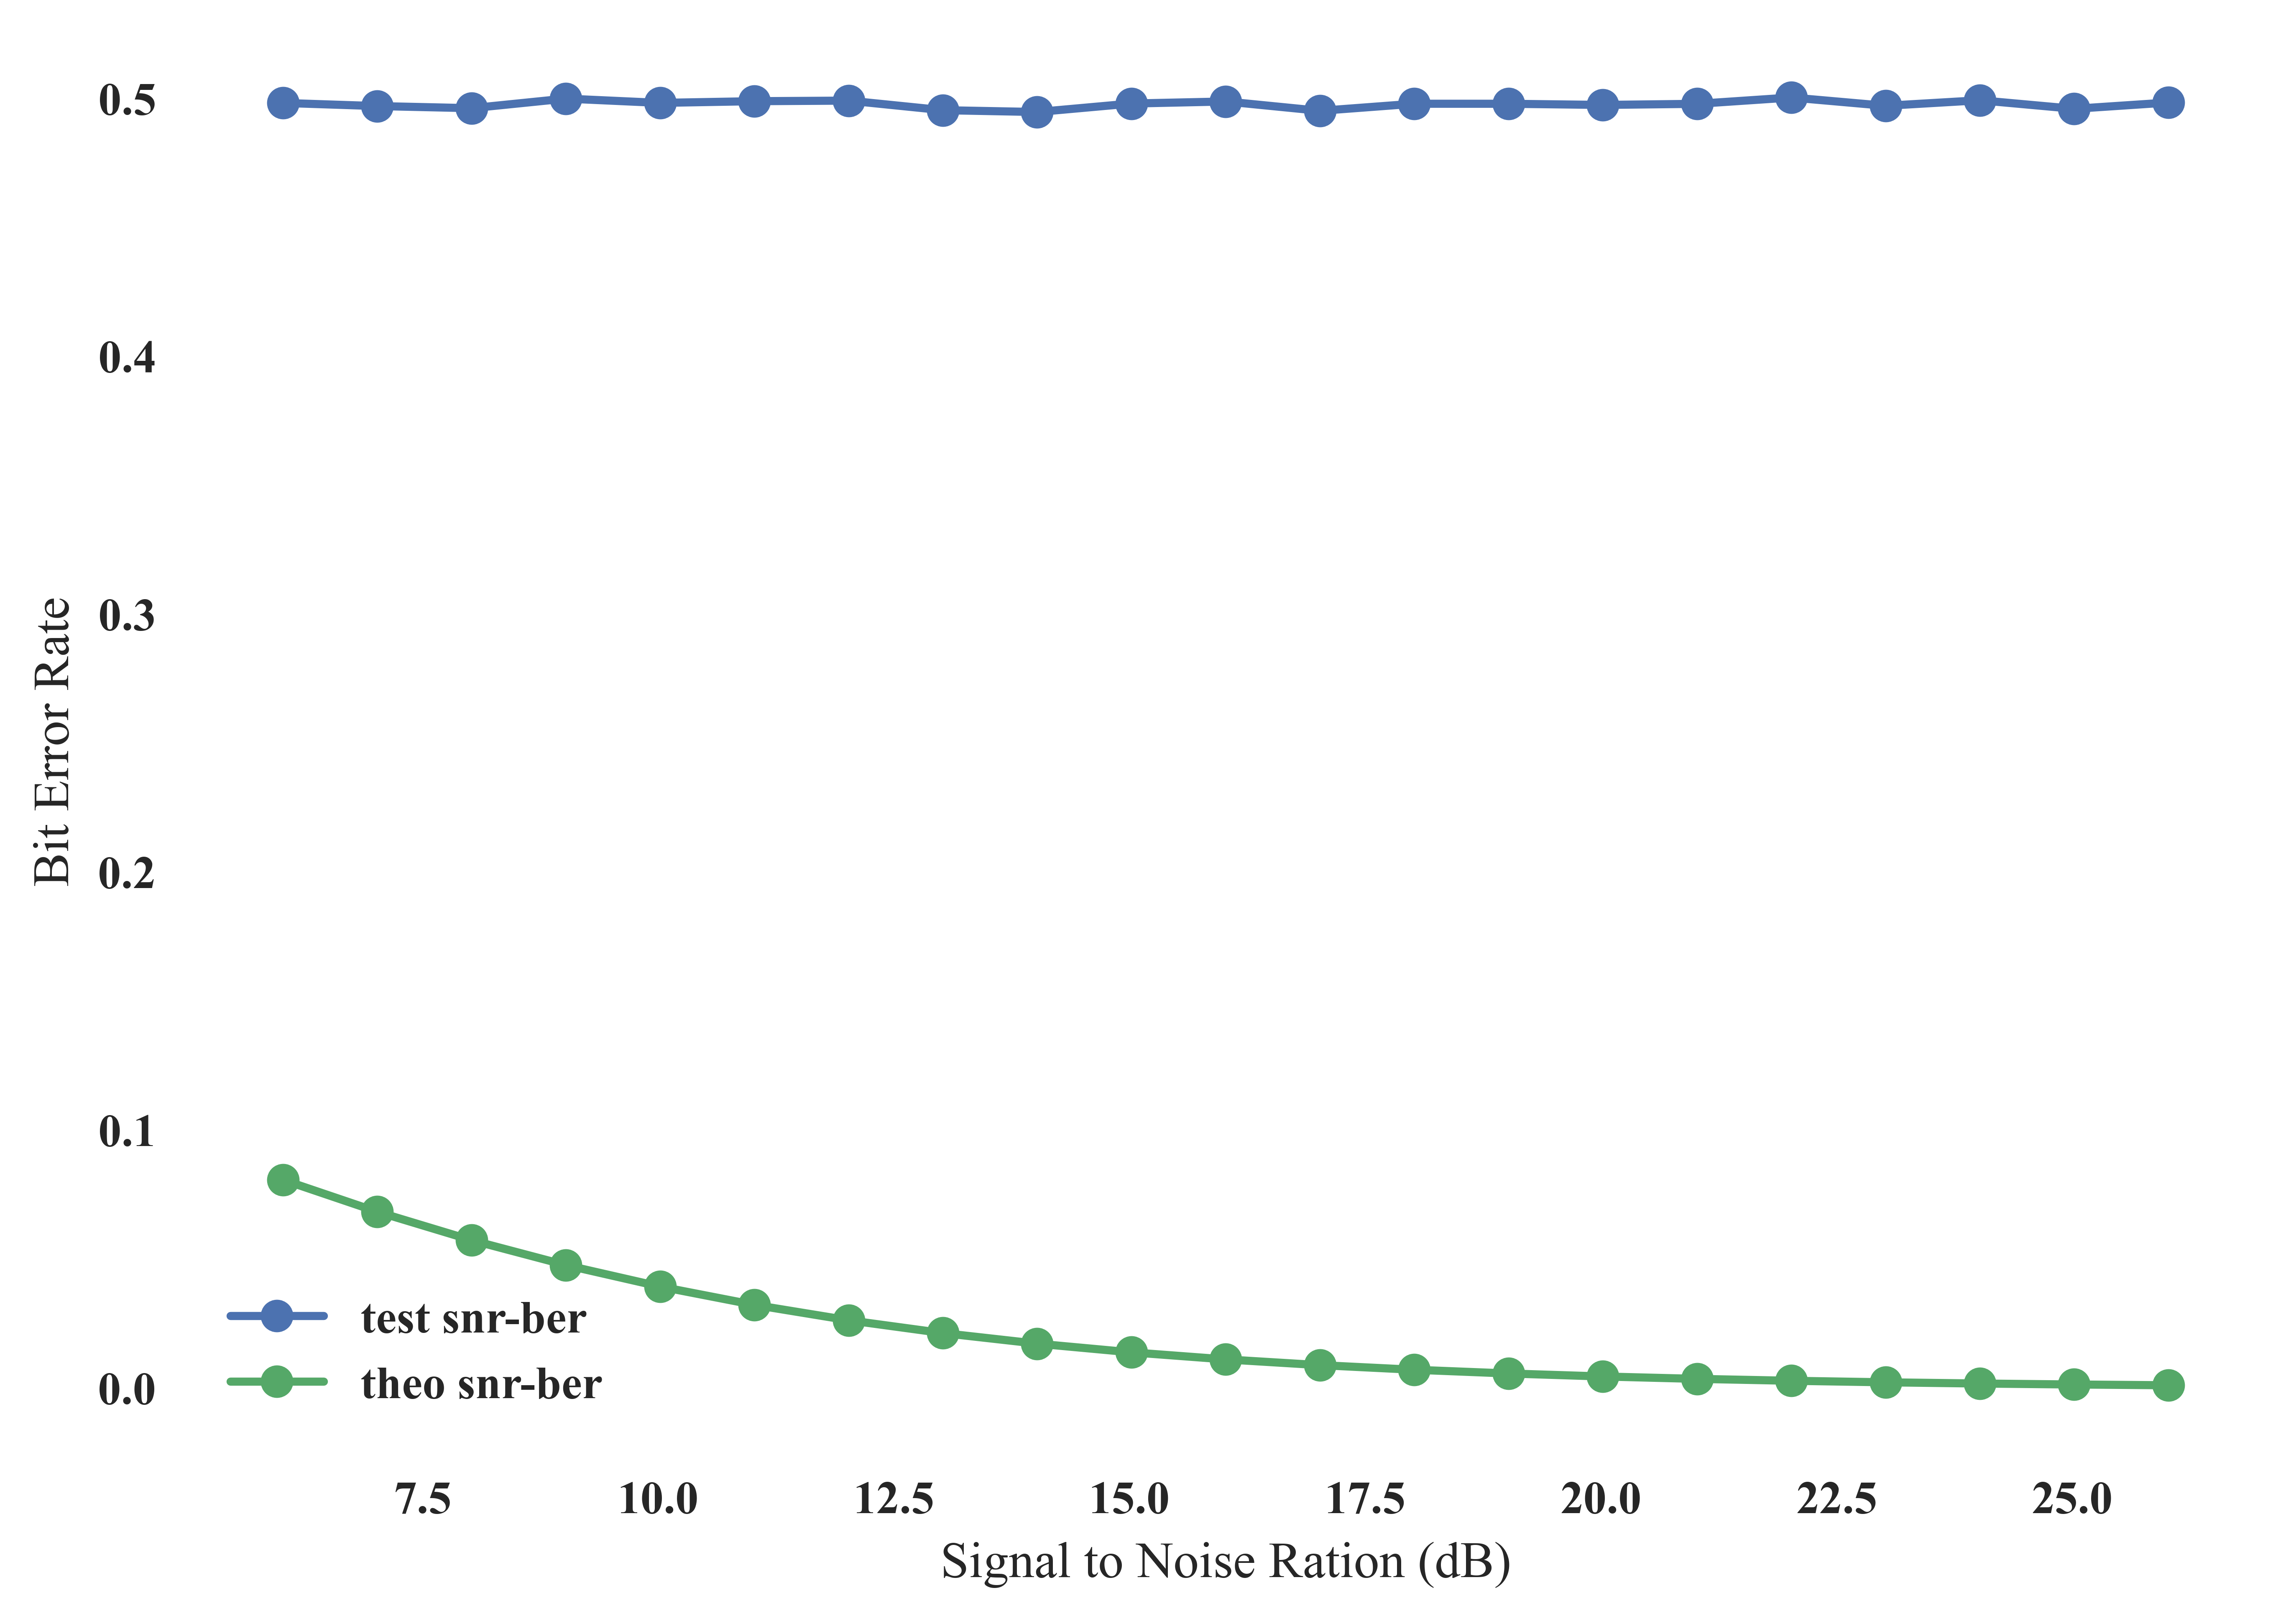 0.5
0.4
0.3
0.2
0.1
0.0
Bit Error Rate
test snr-ber
theo snr-ber
7.5 10.0 12.5 15.0 17.5 20.0 22.5 25.0
Signal to Noise Ration (dB)